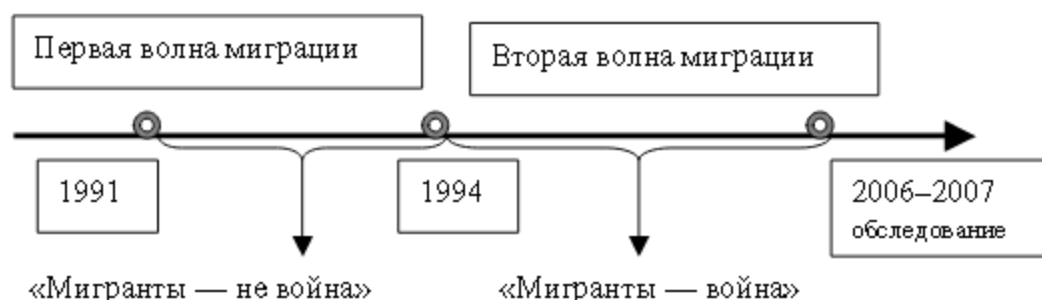 Первая волна миграции
Вторая волна миграции
1991
1994
2006–2007
обследование
«Мигранты — не война»
«Мигранты — война»